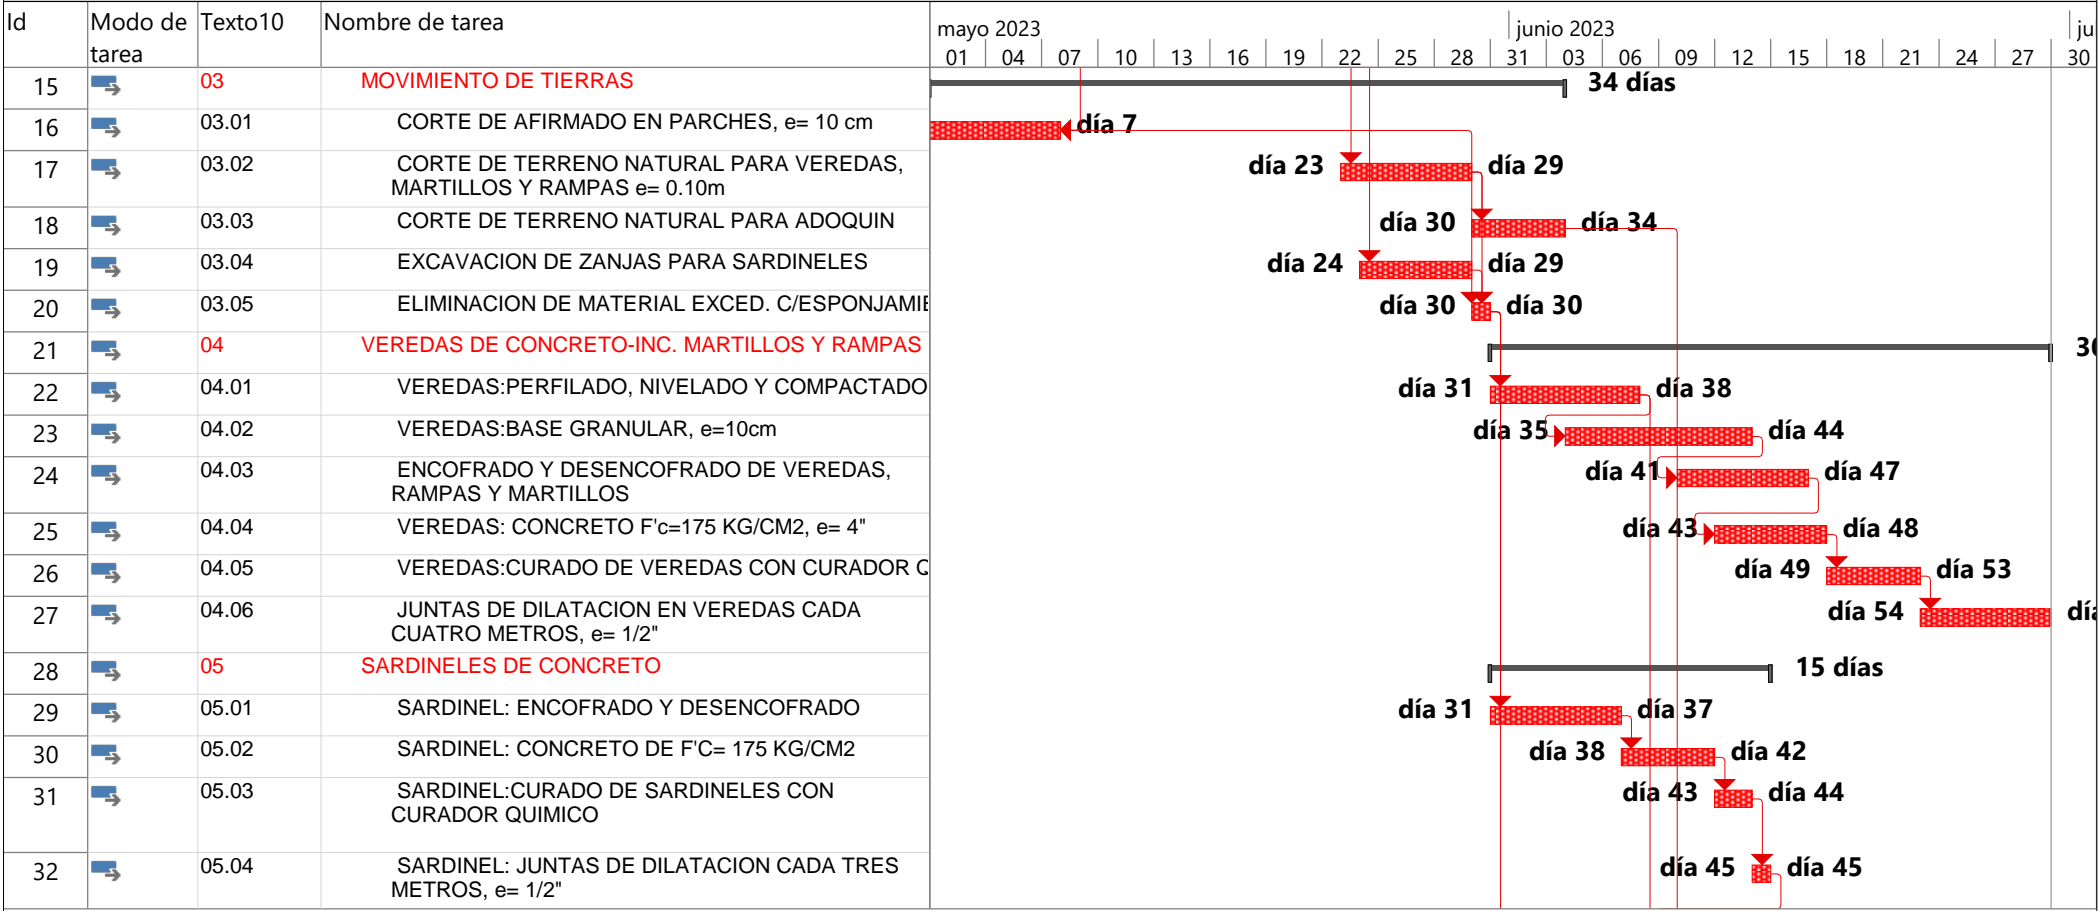 Id Modo de tarea Texto10 Nombre de tarea
mayo 2023 junio 2023 ju
01 04 07 10 13 16 19 22 25 28 31 03 06 09 12 15 18 21 24 27 30
15 03 MOVIMIENTO DE TIERRAS 34 días
16 03.01 CORTE DE AFIRMADO EN PARCHES, e= 10 cm día 7
17 03.02 CORTE DE TERRENO NATURAL PARA VEREDAS, día 23 día 29
MARTILLOS Y RAMPAS e= 0.10m
18 03.03 CORTE DE TERRENO NATURAL PARA ADOQUIN día 30 día 34
19 03.04 EXCAVACION DE ZANJAS PARA SARDINELES día 24 día 29
20 03.05 ELIMINACION DE MATERIAL EXCED. C/ESPONJAMIE día 30 día 30
21 04 VEREDAS DE CONCRETO-INC. MARTILLOS Y RAMPAS 3
22 04.01 VEREDAS:PERFILADO, NIVELADO Y COMPACTADO día 31 día 38
23 04.02 VEREDAS:BASE GRANULAR, e=10cm día 35 día 44
24 04.03 ENCOFRADO Y DESENCOFRADO DE VEREDAS, día 41 día 47
RAMPAS Y MARTILLOS
25 04.04 VEREDAS: CONCRETO F'c=175 KG/CM2, e= 4" día 43 día 48
26 04.05 VEREDAS:CURADO DE VEREDAS CON CURADOR Q día 49 día 53
27 04.06 JUNTAS DE DILATACION EN VEREDAS CADA día 54 día
CUATRO METROS, e= 1/2"
28 05 SARDINELES DE CONCRETO 15 días
29 05.01 SARDINEL: ENCOFRADO Y DESENCOFRADO día 31 día 37
30 05.02 SARDINEL: CONCRETO DE F'C= 175 KG/CM2 día 38 día 42
31 05.03 SARDINEL:CURADO DE SARDINELES CON día 43 día 44
CURADOR QUIMICO
32 05.04 SARDINEL: JUNTAS DE DILATACION CADA TRES día 45 día 45
METROS, e= 1/2"